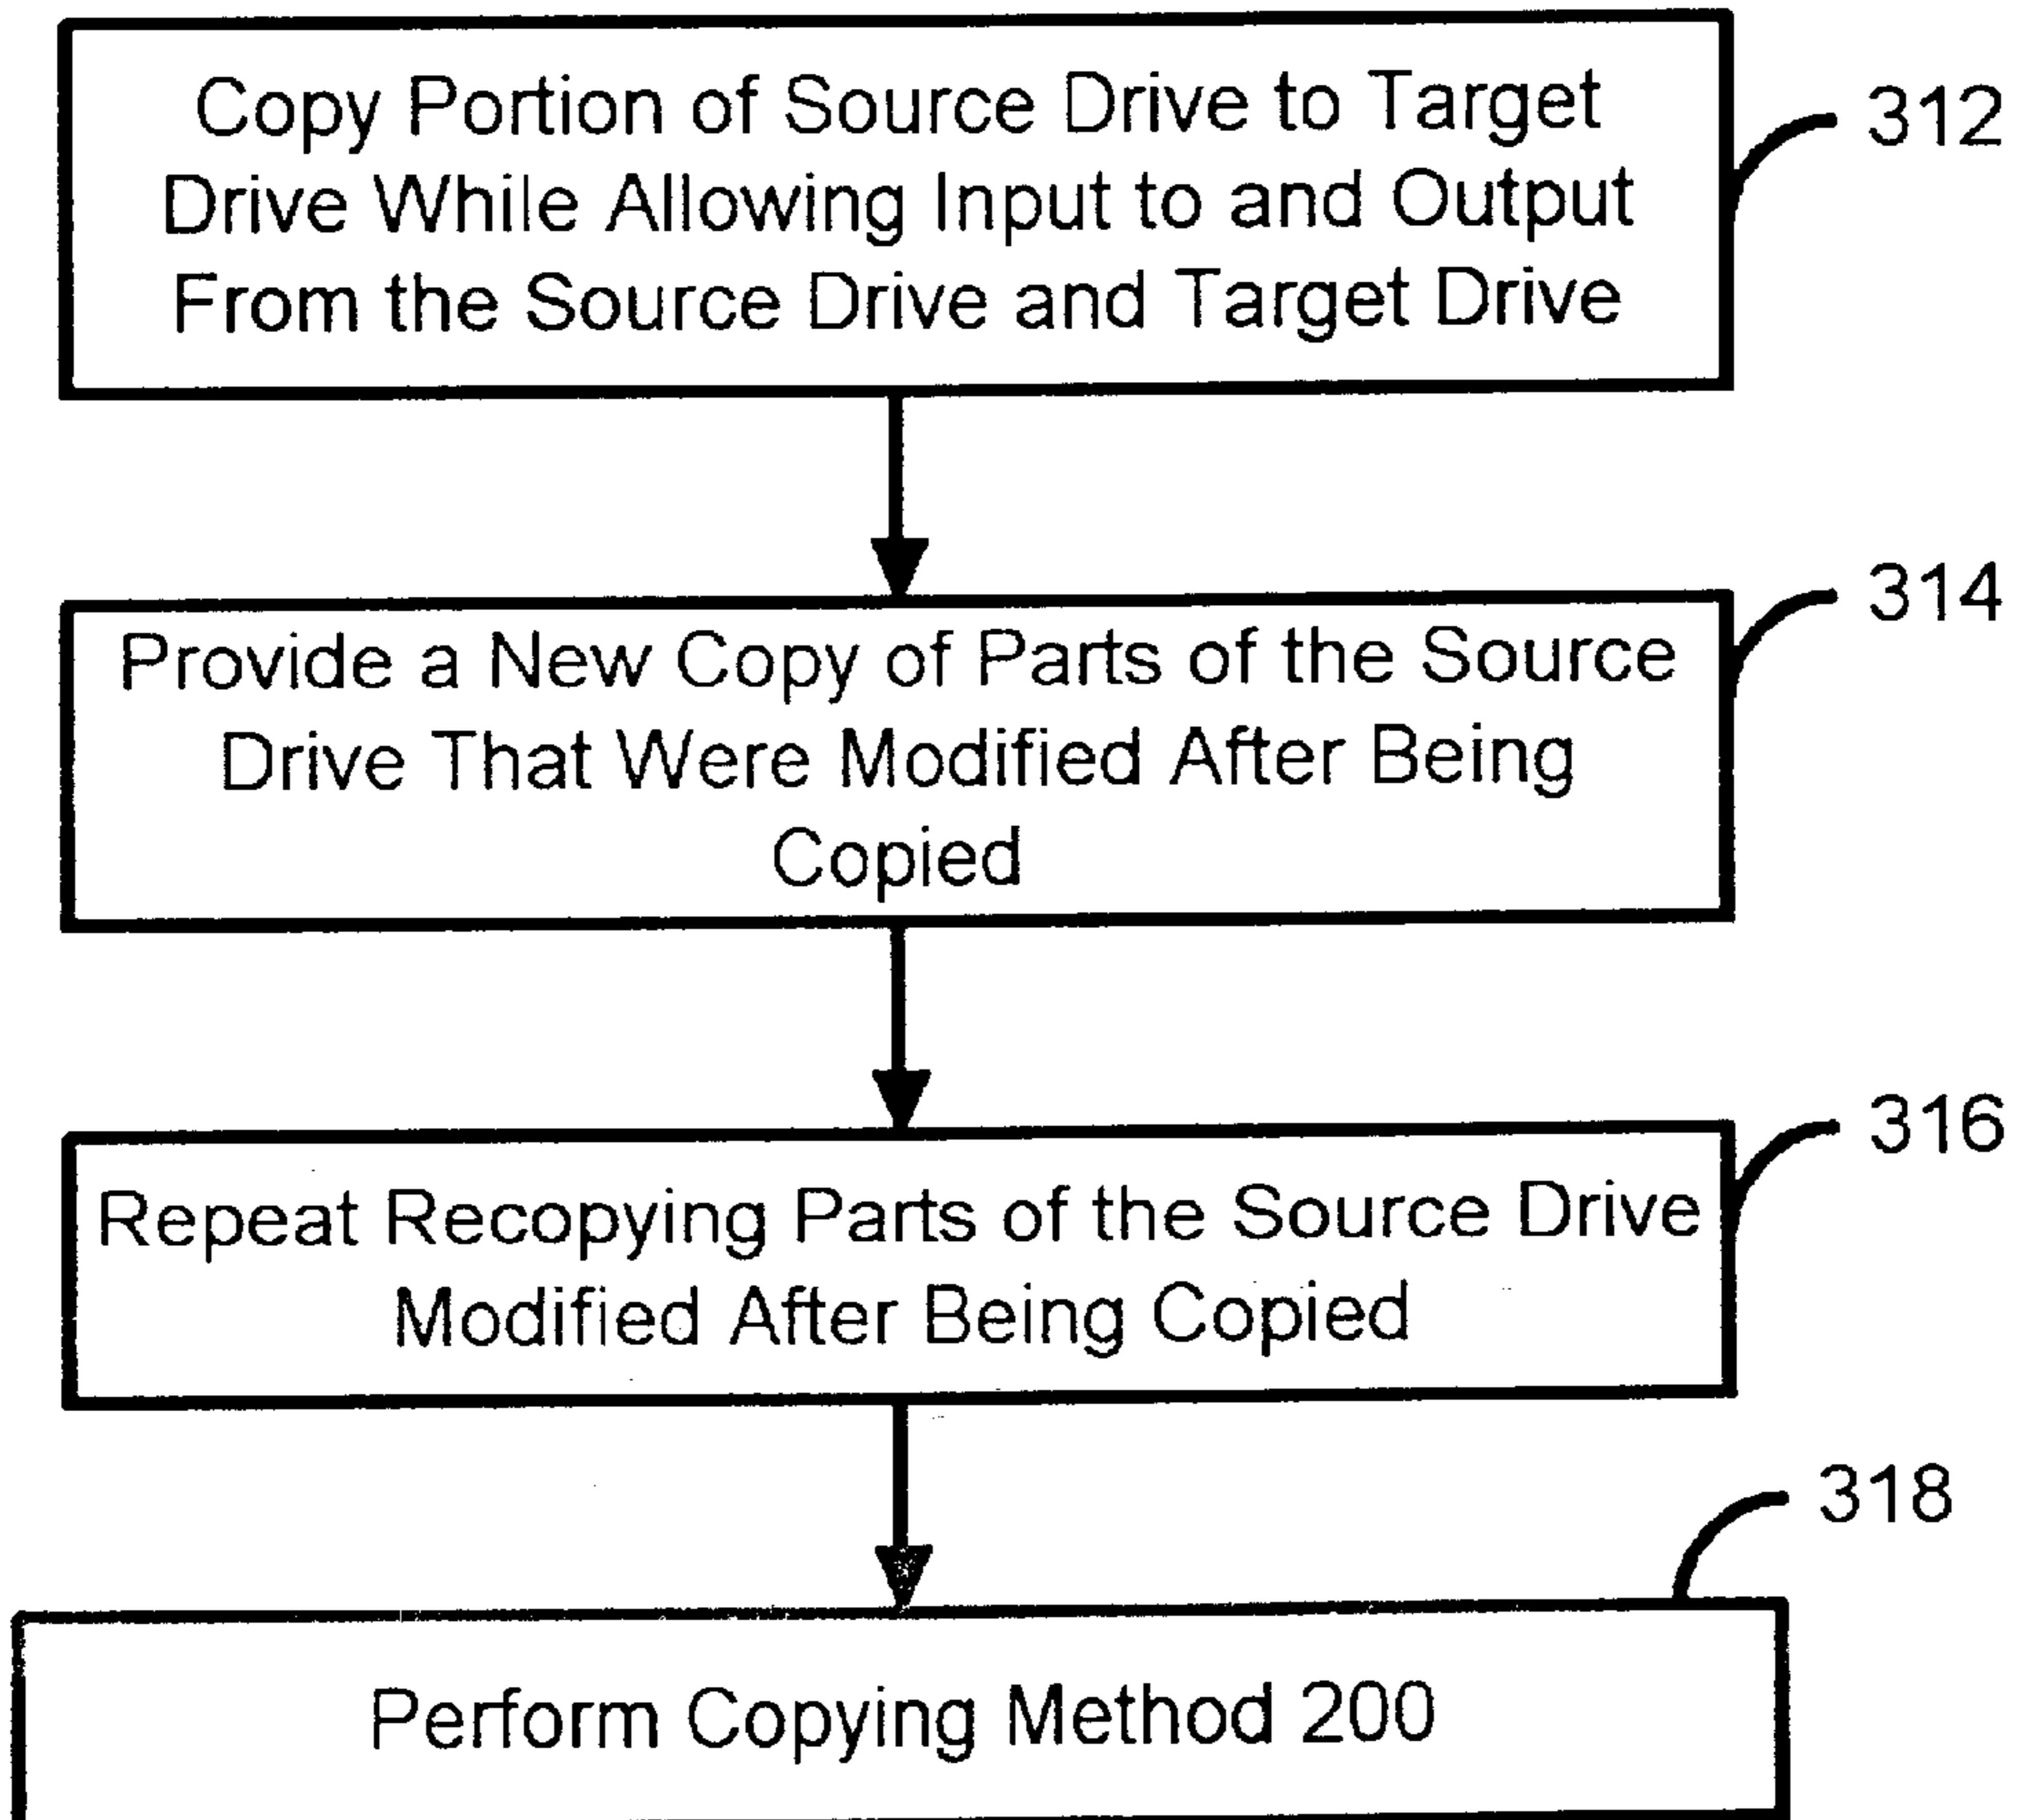 Copy Portion of Source Drive to Target
Drive While Allowing Input to and Output
From the Source Drive and Target Drive
312
Provide a New Copy of Parts of the Source
Drive That Were Modified After Being
Copied
314
Repeat Recopying Parts of the Source Drive
Modified After Being Copied
316
Perform Copying Method 200
318